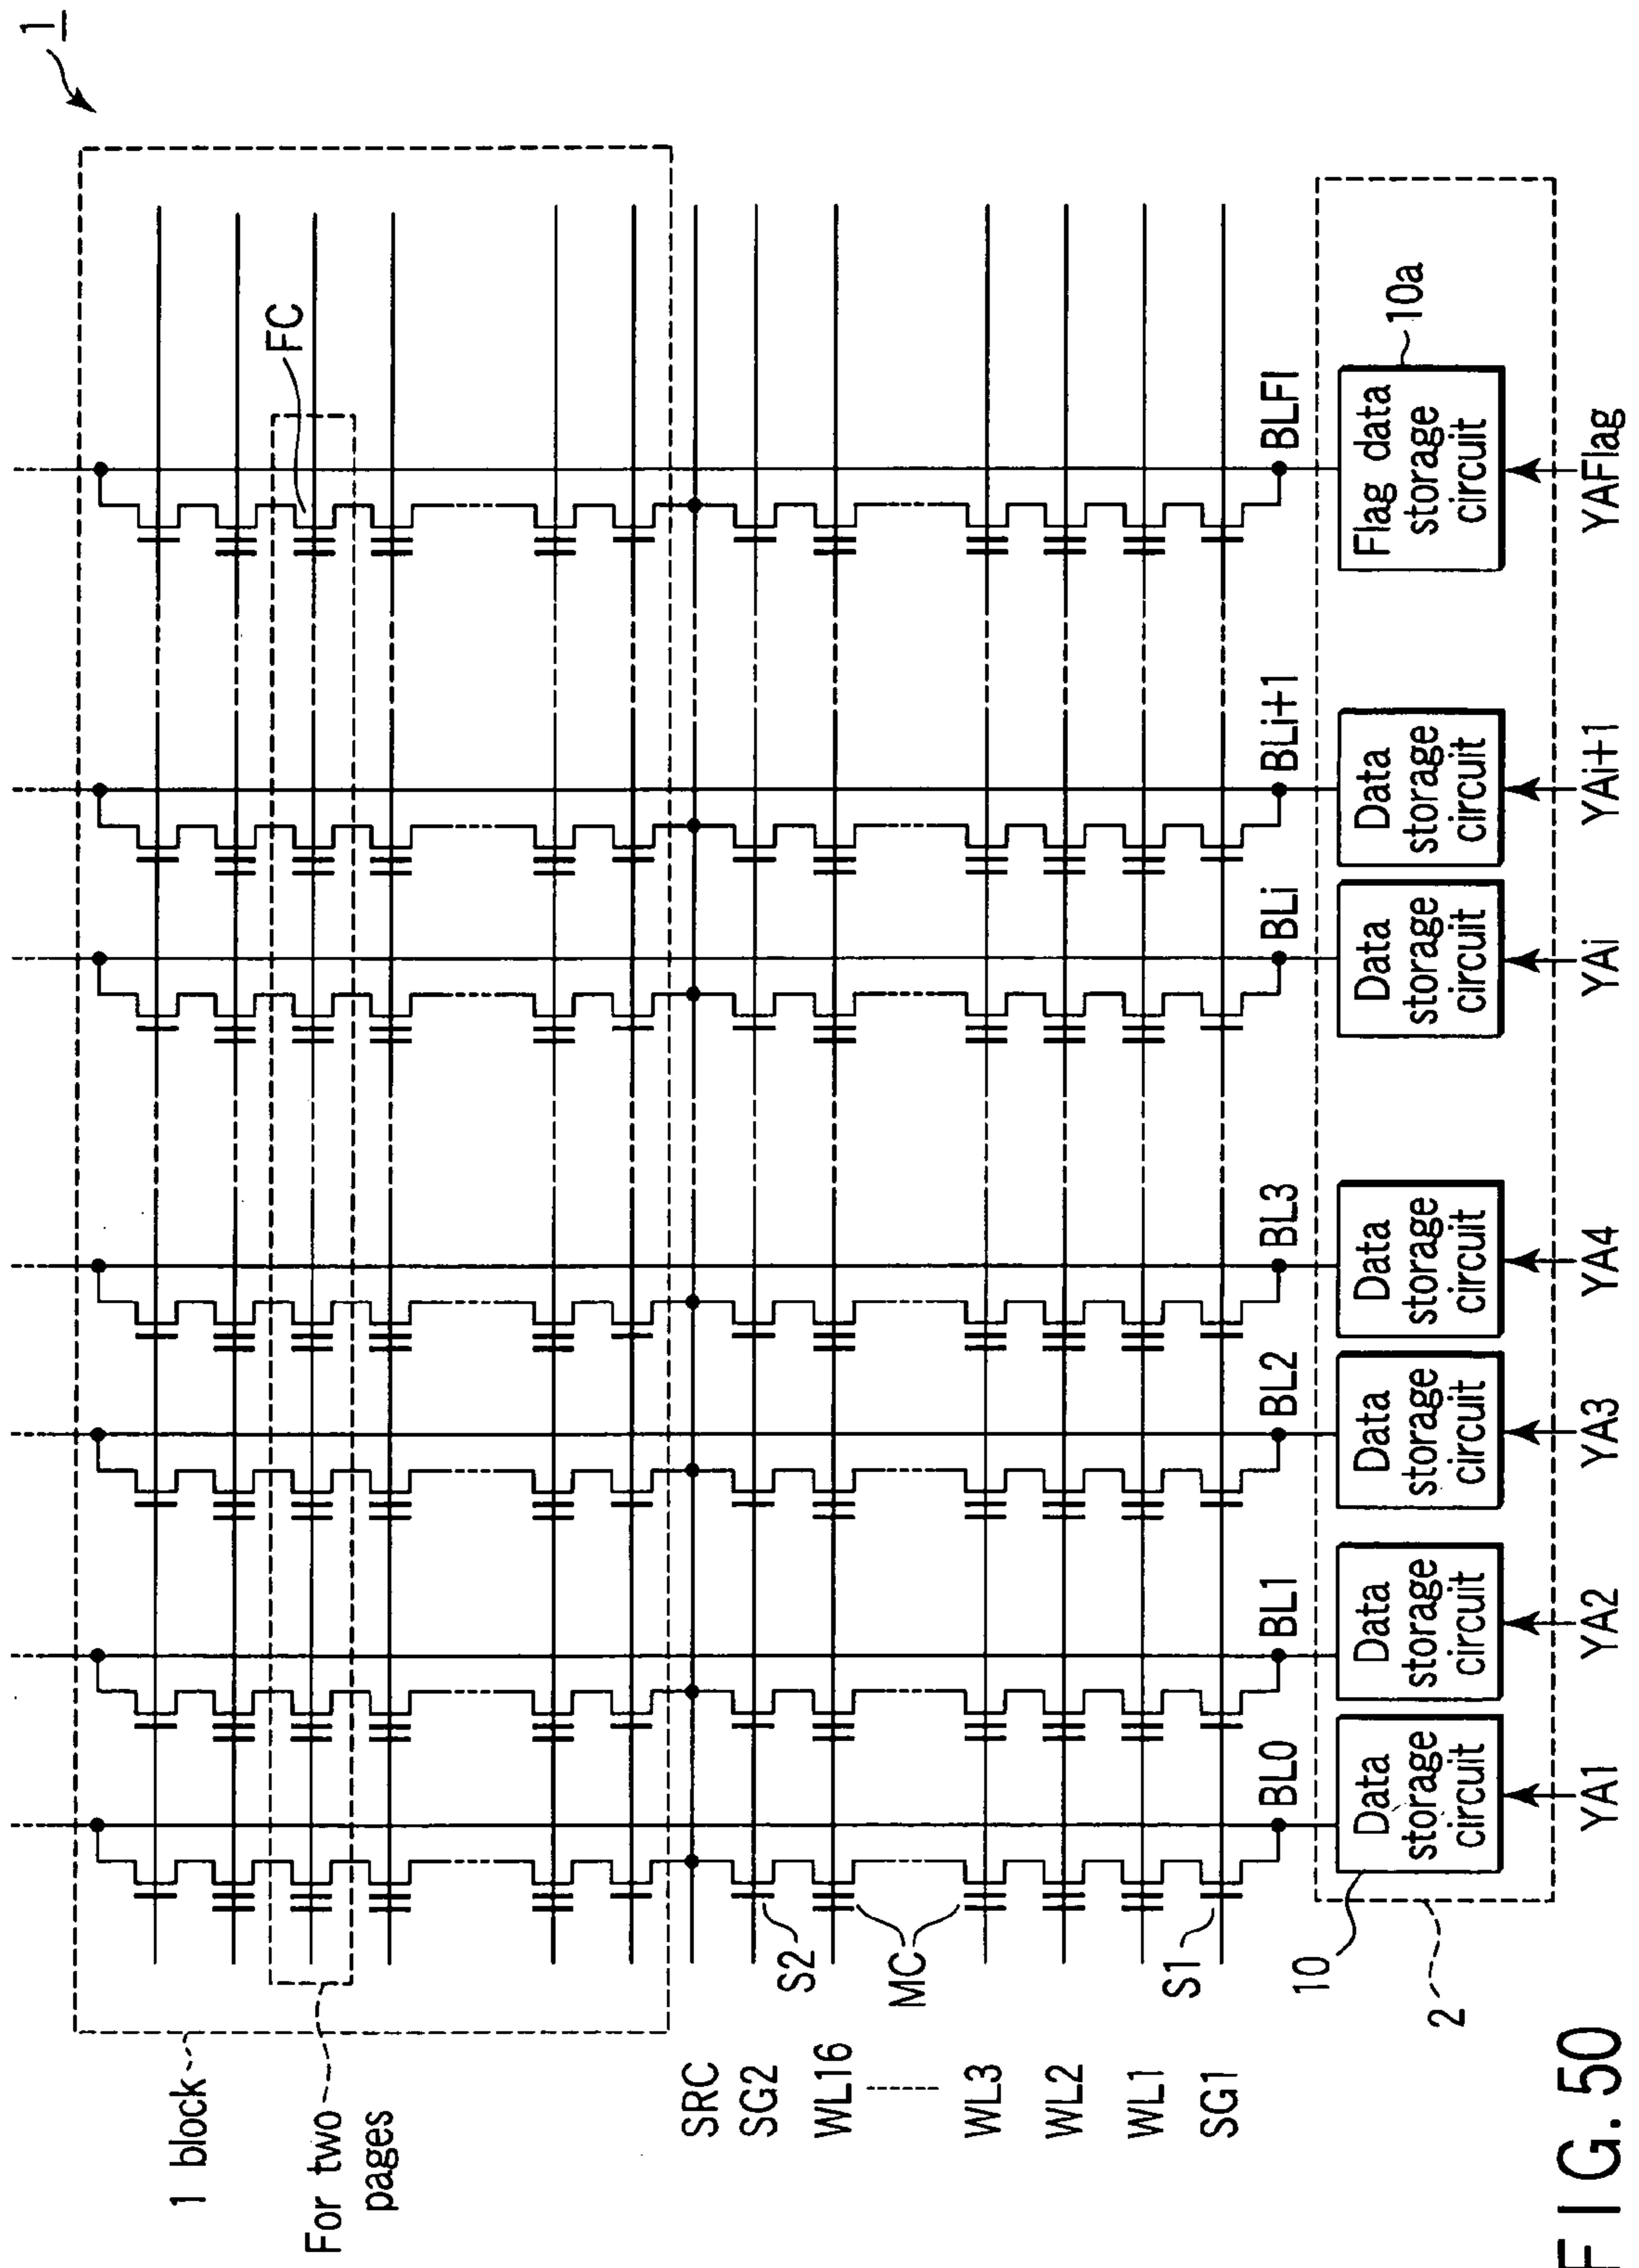 1
1 block
For two
pages
FC
SRC
SG2
WL16
WL3
WL2
WL1
SG1
S2
MC
S1
BL0
BL1
BL2
BL3
BLi
BLi+1
BLFl
10
Data
storage
circuit
Data
storage
circuit
Data
storage
circuit
Data
storage
circuit
Data
storage
circuit
Data
storage
circuit
Flag data
storage
circuit
10a
2
YA1
YA2
YA3
YA4
YAi
YAi+1
YAFlag
FIG. 50